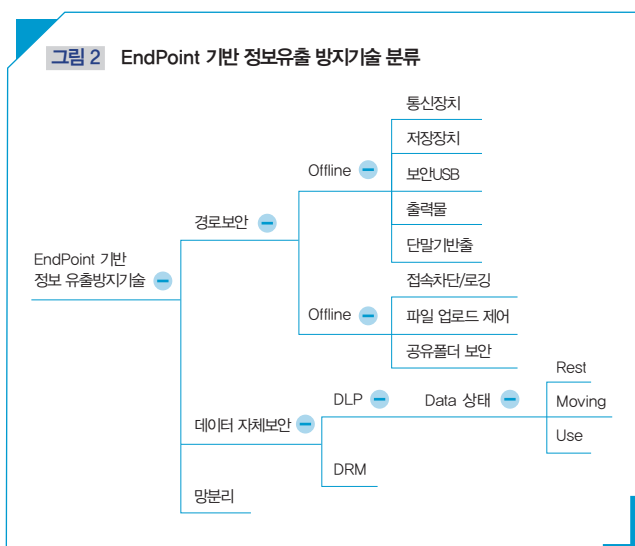 그림 2 EndPoint 기반 정보유출 방지기술 분류
EndPoint 기반
정보 유출방지기술
경로보안
Offline
통신장치
저장장치
보안USB
출력물
단말기반출
Offline
접속차단/로깅
파일 업로드 제어
공유폴더 보안
데이터 자체보안
DLP
Data 상태
Rest
Moving
Use
DRM
망분리